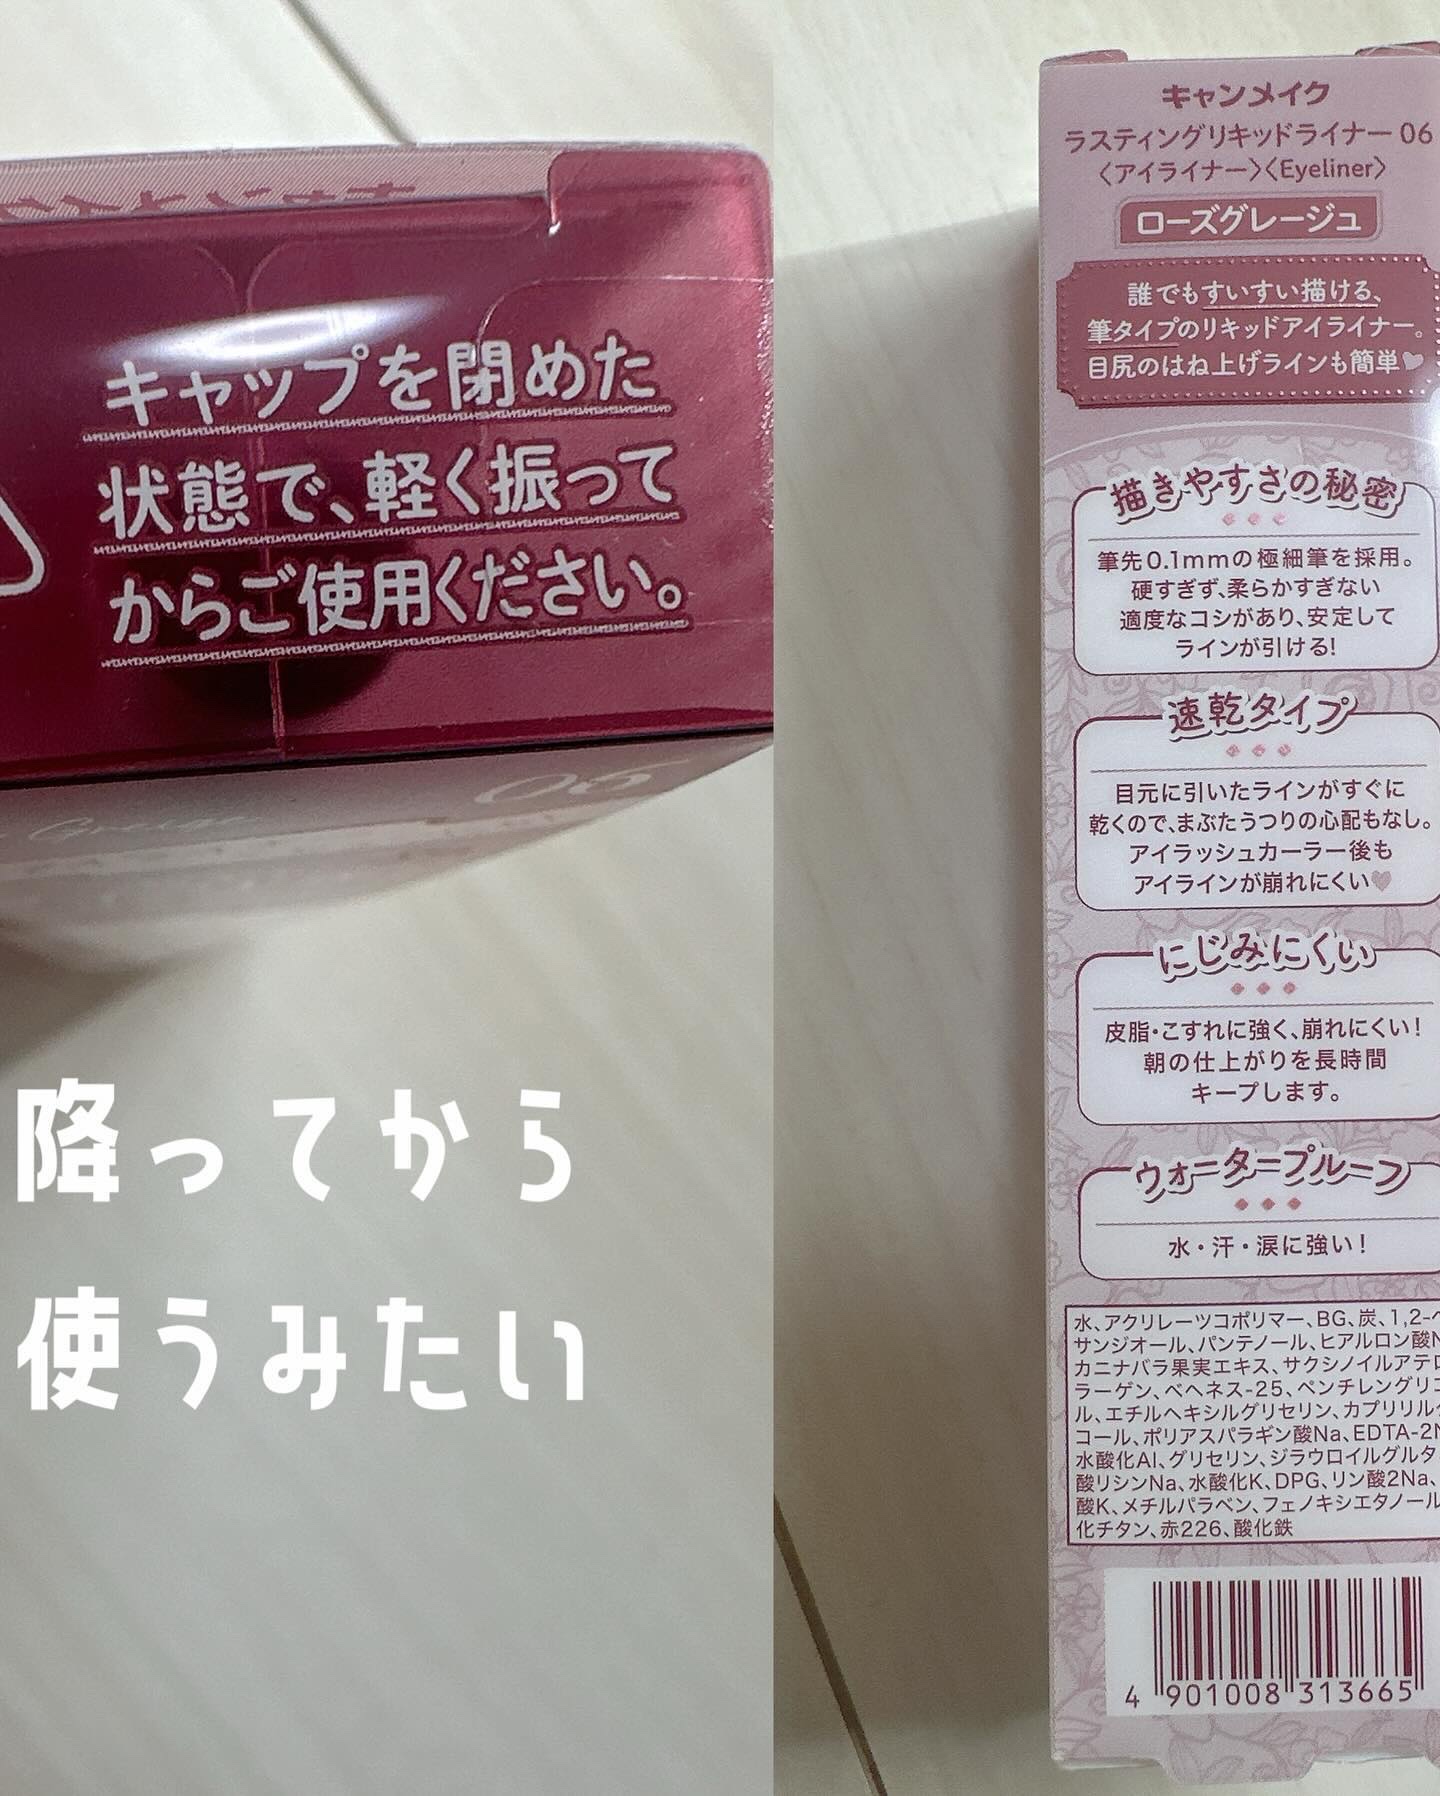 キャンメイク
キャップを閉めた
状態で、軽く振って
からご使用ください。
Greige
06
降ってから
使うみたい
キャンメイク
ラスティングリキッドライナー 06
〈アイライナー〉〈Eyeliner〉
ローズグレージュ
誰でもすいすい描ける、
筆タイプのリキッドアイライナー。
目尻のはね上げラインも簡単♥
描きやすさの秘密
筆先0.1mmの極細筆を採用。
硬すぎず、柔らかすぎない
適度なコシがあり、安定して
ラインが引ける!
速乾タイプ
目元に引いたラインがすぐに
乾くので、まぶたうつりの心配もなし。
アイラッシュカーラー後も
アイラインが崩れにくい♥
にじみにくい
皮脂・こすれに強く、崩れにくい!
朝の仕上がりを長時間
キープします。
ウォータープルーフ
水・汗・涙に強い!
水、アクリレーツコポリマー、BG、炭、1,2-ヘ
サンジオール、パンテノール、ヒアルロン酸N
カニナバラ果実エキス、サクシノイルアテロ
ラーゲン、ベヘネス-25、ペンチレングリコ
ル、エチルヘキシルグリセリン、カプリリルグ
コール、ポリアスパラギン酸Na、EDTA-2N
水酸化Al、グリセリン、ジラウロイルグルタ
酸リシンNa、水酸化K、DPG、リン酸2Na、
酸K、メチルパラベン、フェノキシエタノール
化チタン、赤226、酸化鉄
4 901008 313665